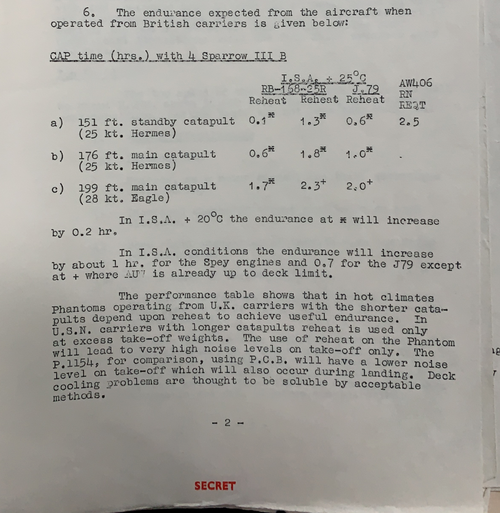 6. The endurance expected from the aircraft when
operated from British carriers is given below:
CAP time (hrs.) with 4 Sparrow III B
I.S.A. + 25°C
RB-168-25R J.79
Reheat Reheat Reheat
AW406
RN
REQT
a) 151 ft. standby catapult 0.1* 1.3* 0.6* 2.5
(25 kt. Hermes)
b) 176 ft. main catapult 0.6* 1.8* 1.0* .
(25 kt. Hermes)
c) 199 ft. main catapult 1.7* 2.3+ 2.0+
(28 kt. Eagle)
In I.S.A. + 20°C the endurance at * will increase
by 0.2 hr.
In I.S.A. conditions the endurance will increase
by about 1 hr. for the Spey engines and 0.7 for the J79 except
at + where AUW is already up to deck limit.
The performance table shows that in hot climates
Phantoms operating from U.K. carriers with the shorter cata-
pults depend upon reheat to achieve useful endurance. In
U.S.N. carriers with longer catapults reheat is used only
at excess take-off weights. The use of reheat on the Phantom
will lead to very high noise levels on take-off only. The
P.1154, for comparison, using P.C.B. will have a lower noise
level on take-off which will also occur during landing. Deck
cooling problems are thought to be soluble by acceptable
methods.
- 2 -
SECRET